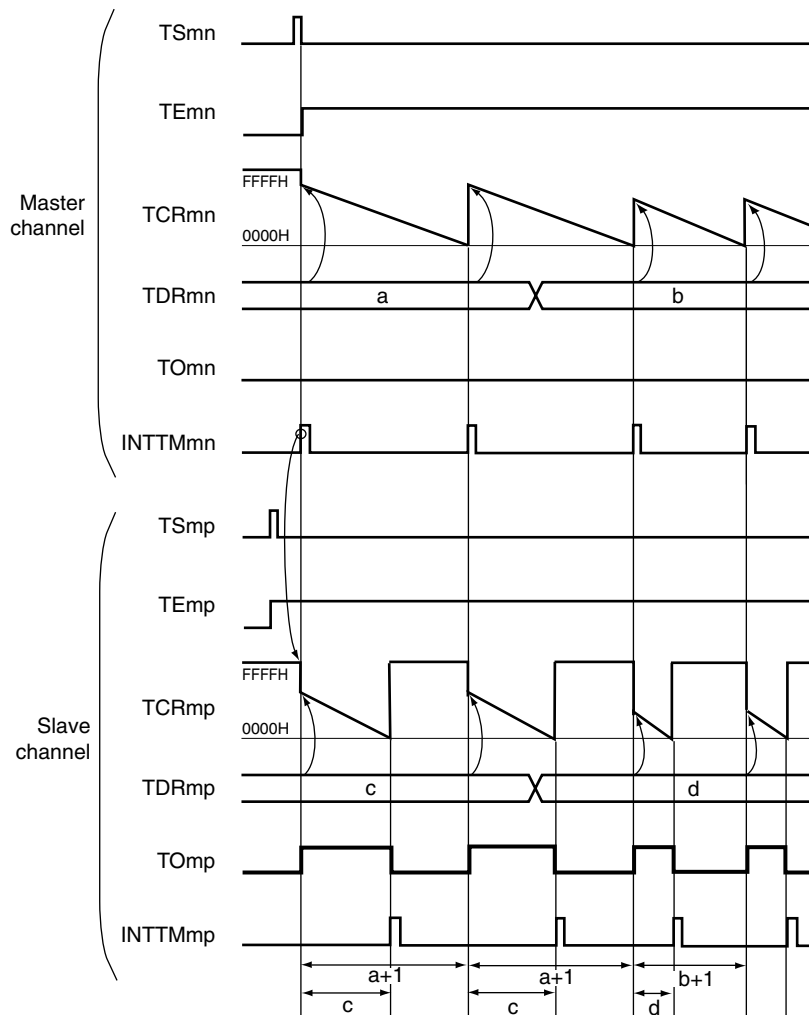 TSmn
TEmn
FFFFH
Master
channel
TCRmn
0000H
TDRmn
a
b
TOmn
INTTMmn
TSmp
TEmp
FFFFH
TCRmp
Slave
channel
0000H
TDRmp
c
d
TOmp
INTTMmp
a+1
a+1
b+1
c
c
d